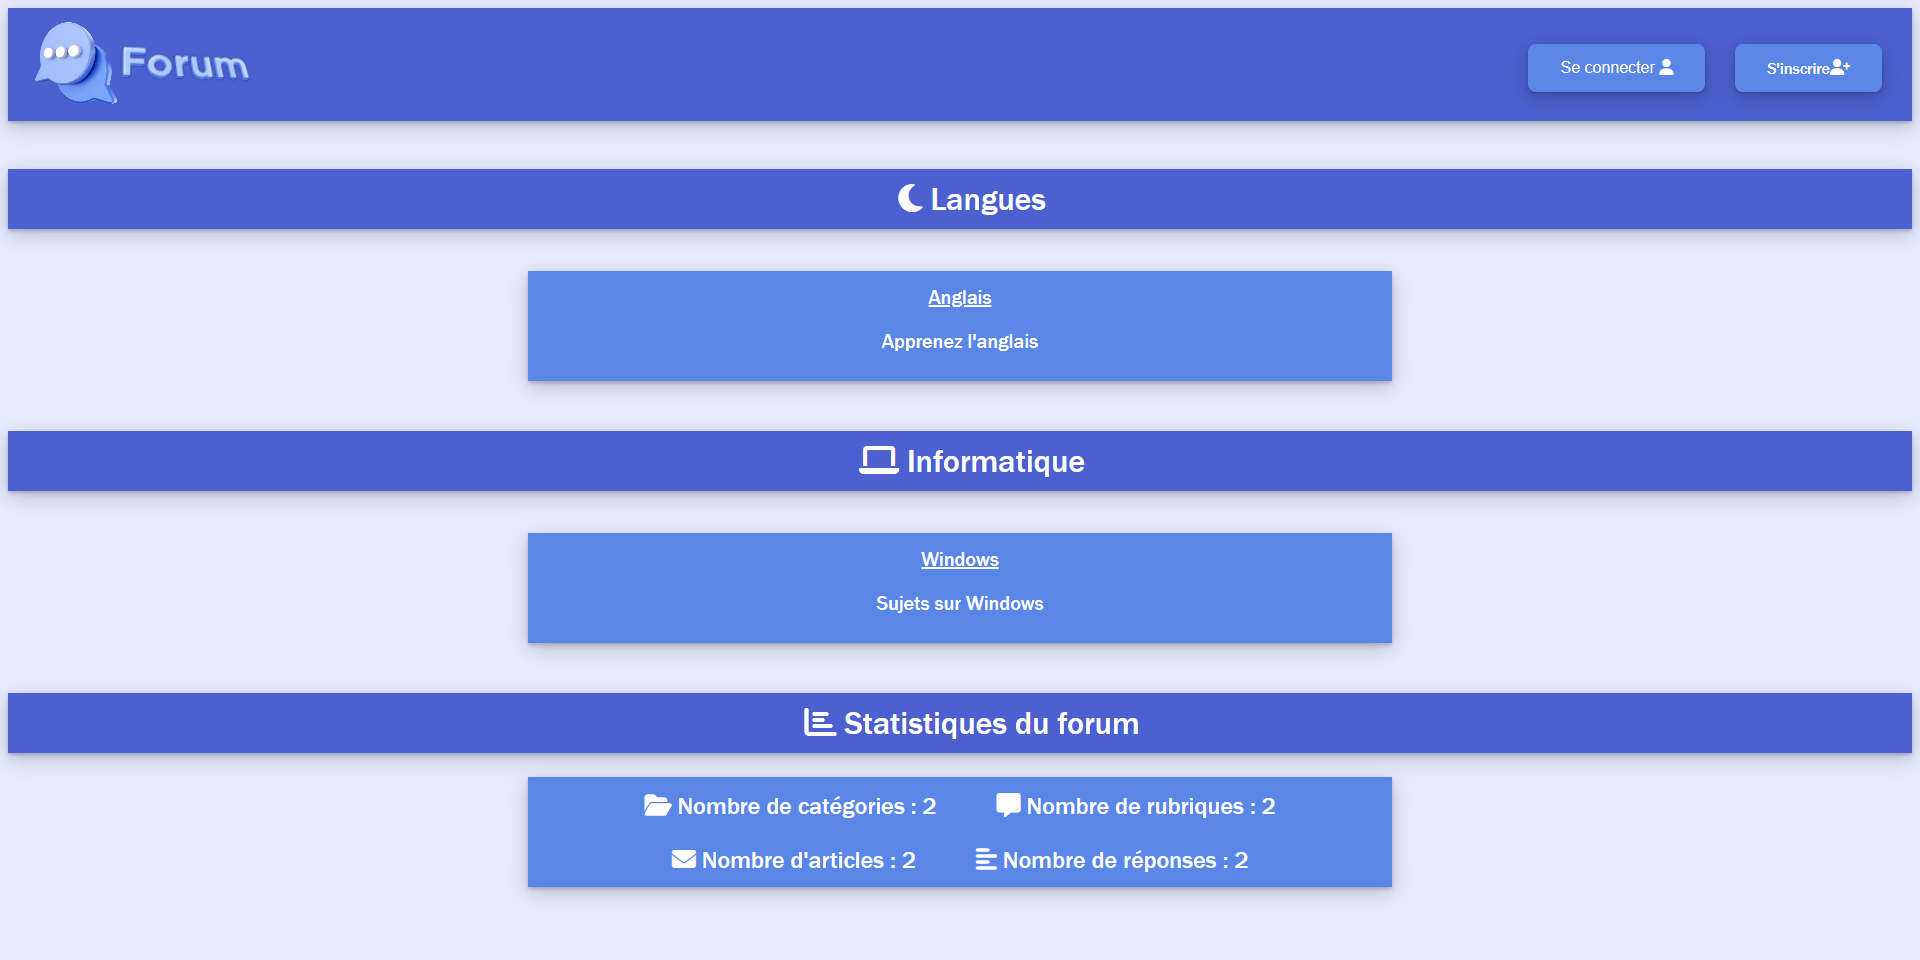 Forum
Se connecter
S'inscrire
Langues
Anglais
Apprenez l'anglais
Informatique
Windows
Sujets sur Windows
Statistiques du forum
Nombre de catégories : 2
Nombre de rubriques : 2
Nombre d'articles : 2
Nombre de réponses : 2